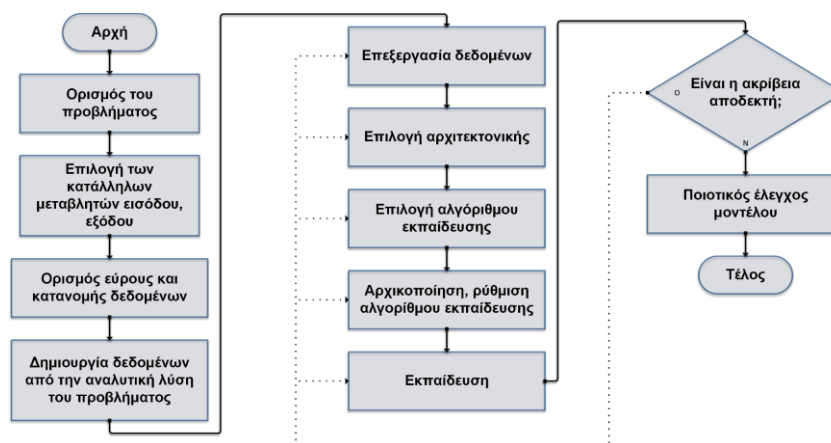 Αρχή
Ορισμός του
προβλήματος
Επιλογή των
κατάλληλων
μεταβλητών εισόδου,
εξόδου
Ορισμός εύρους και
κατανομής δεδομένων
Δημιουργία δεδομένων
από την αναλυτική λύση
του προβλήματος
Επεξεργασία δεδομένων
Επιλογή αρχιτεκτονικής
Επιλογή αλγόριθμου
εκπαίδευσης
Αρχικοποίηση, ρύθμιση
αλγορίθμου εκπαίδευσης
Εκπαίδευση
Είναι η ακρίβεια
αποδεκτή;
Ο
Ν
Ποιοτικός έλεγχος
μοντέλου
Τέλος